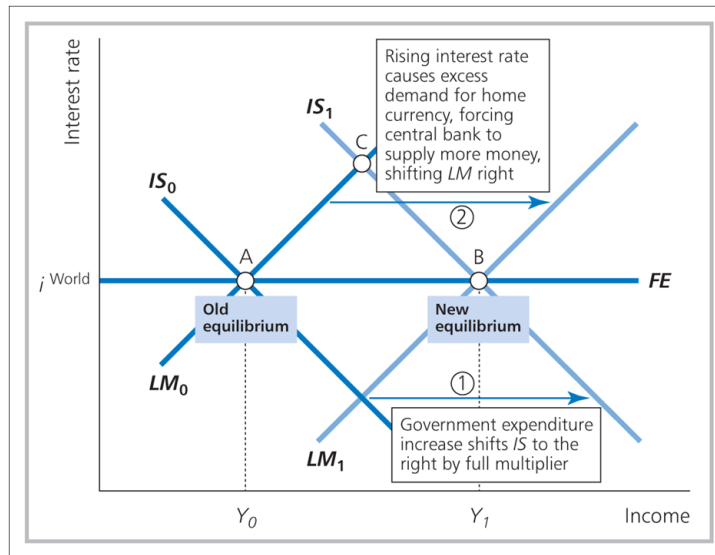 Interest rate
Rising interest rate
causes excess
demand for home
currency, forcing
central bank to
supply more money,
shifting LM right
IS1
C
IS0
②
A
B
i World
FE
Old
equilibrium
New
equilibrium
LM0
①
Government expenditure
increase shifts IS to the
right by full multiplier
LM1
Y0
Y1
Income